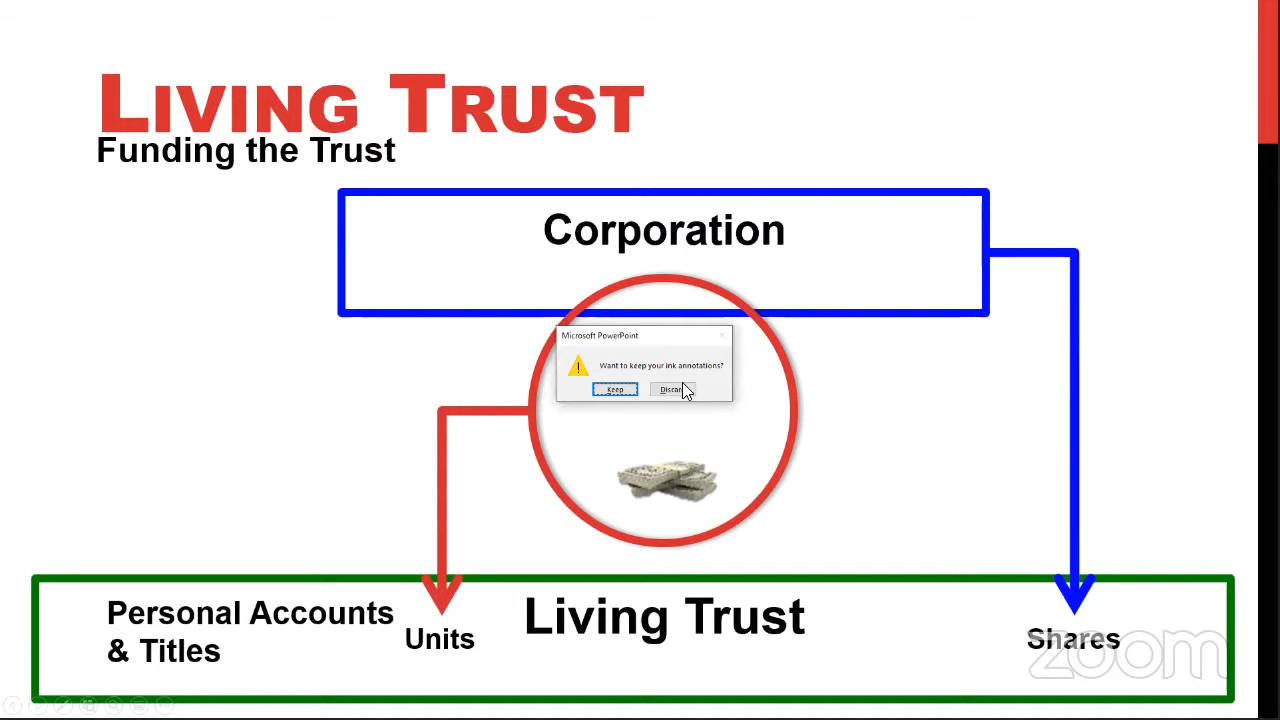 LIVING TRUST
Funding the Trust
Corporation
Microsoft PowerPoint
Want to keep your ink annotations?
Keep
Discar
Personal Accounts
& Titles
Units
Living Trust
Shares
zoom